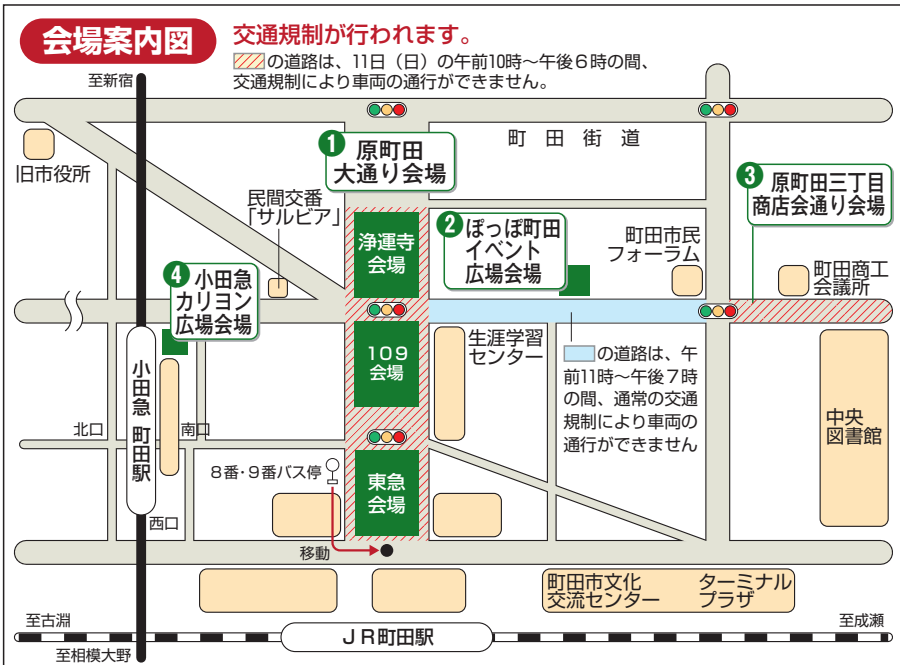 会場案内図
交通規制が行われます。
の道路は、11日（日）の午前10時～午後6時の間、
交通規制により車両の通行ができません。
至新宿
町田街道
旧市役所
1
原町田
大通り会場
民間交番
「サルビア」
浄運寺
会場
2
ぽっぽ町田
イベント
広場会場
町田市民
フォーラム
3
原町田三丁目
商店会通り会場
町田商工
会議所
4
小田急
カリヨン
広場会場
109
会場
生涯学習
センター
の道路は、午
前11時～午後7時
の間、通常の交通
規制により車両の
通行ができません
中央
図書館
小田急 町田駅
北口
南口
西口
8番・9番バス停
東急
会場
移動
町田市文化
交流センター
ターミナル
プラザ
至古淵
JR町田駅
至成瀬
至相模大野